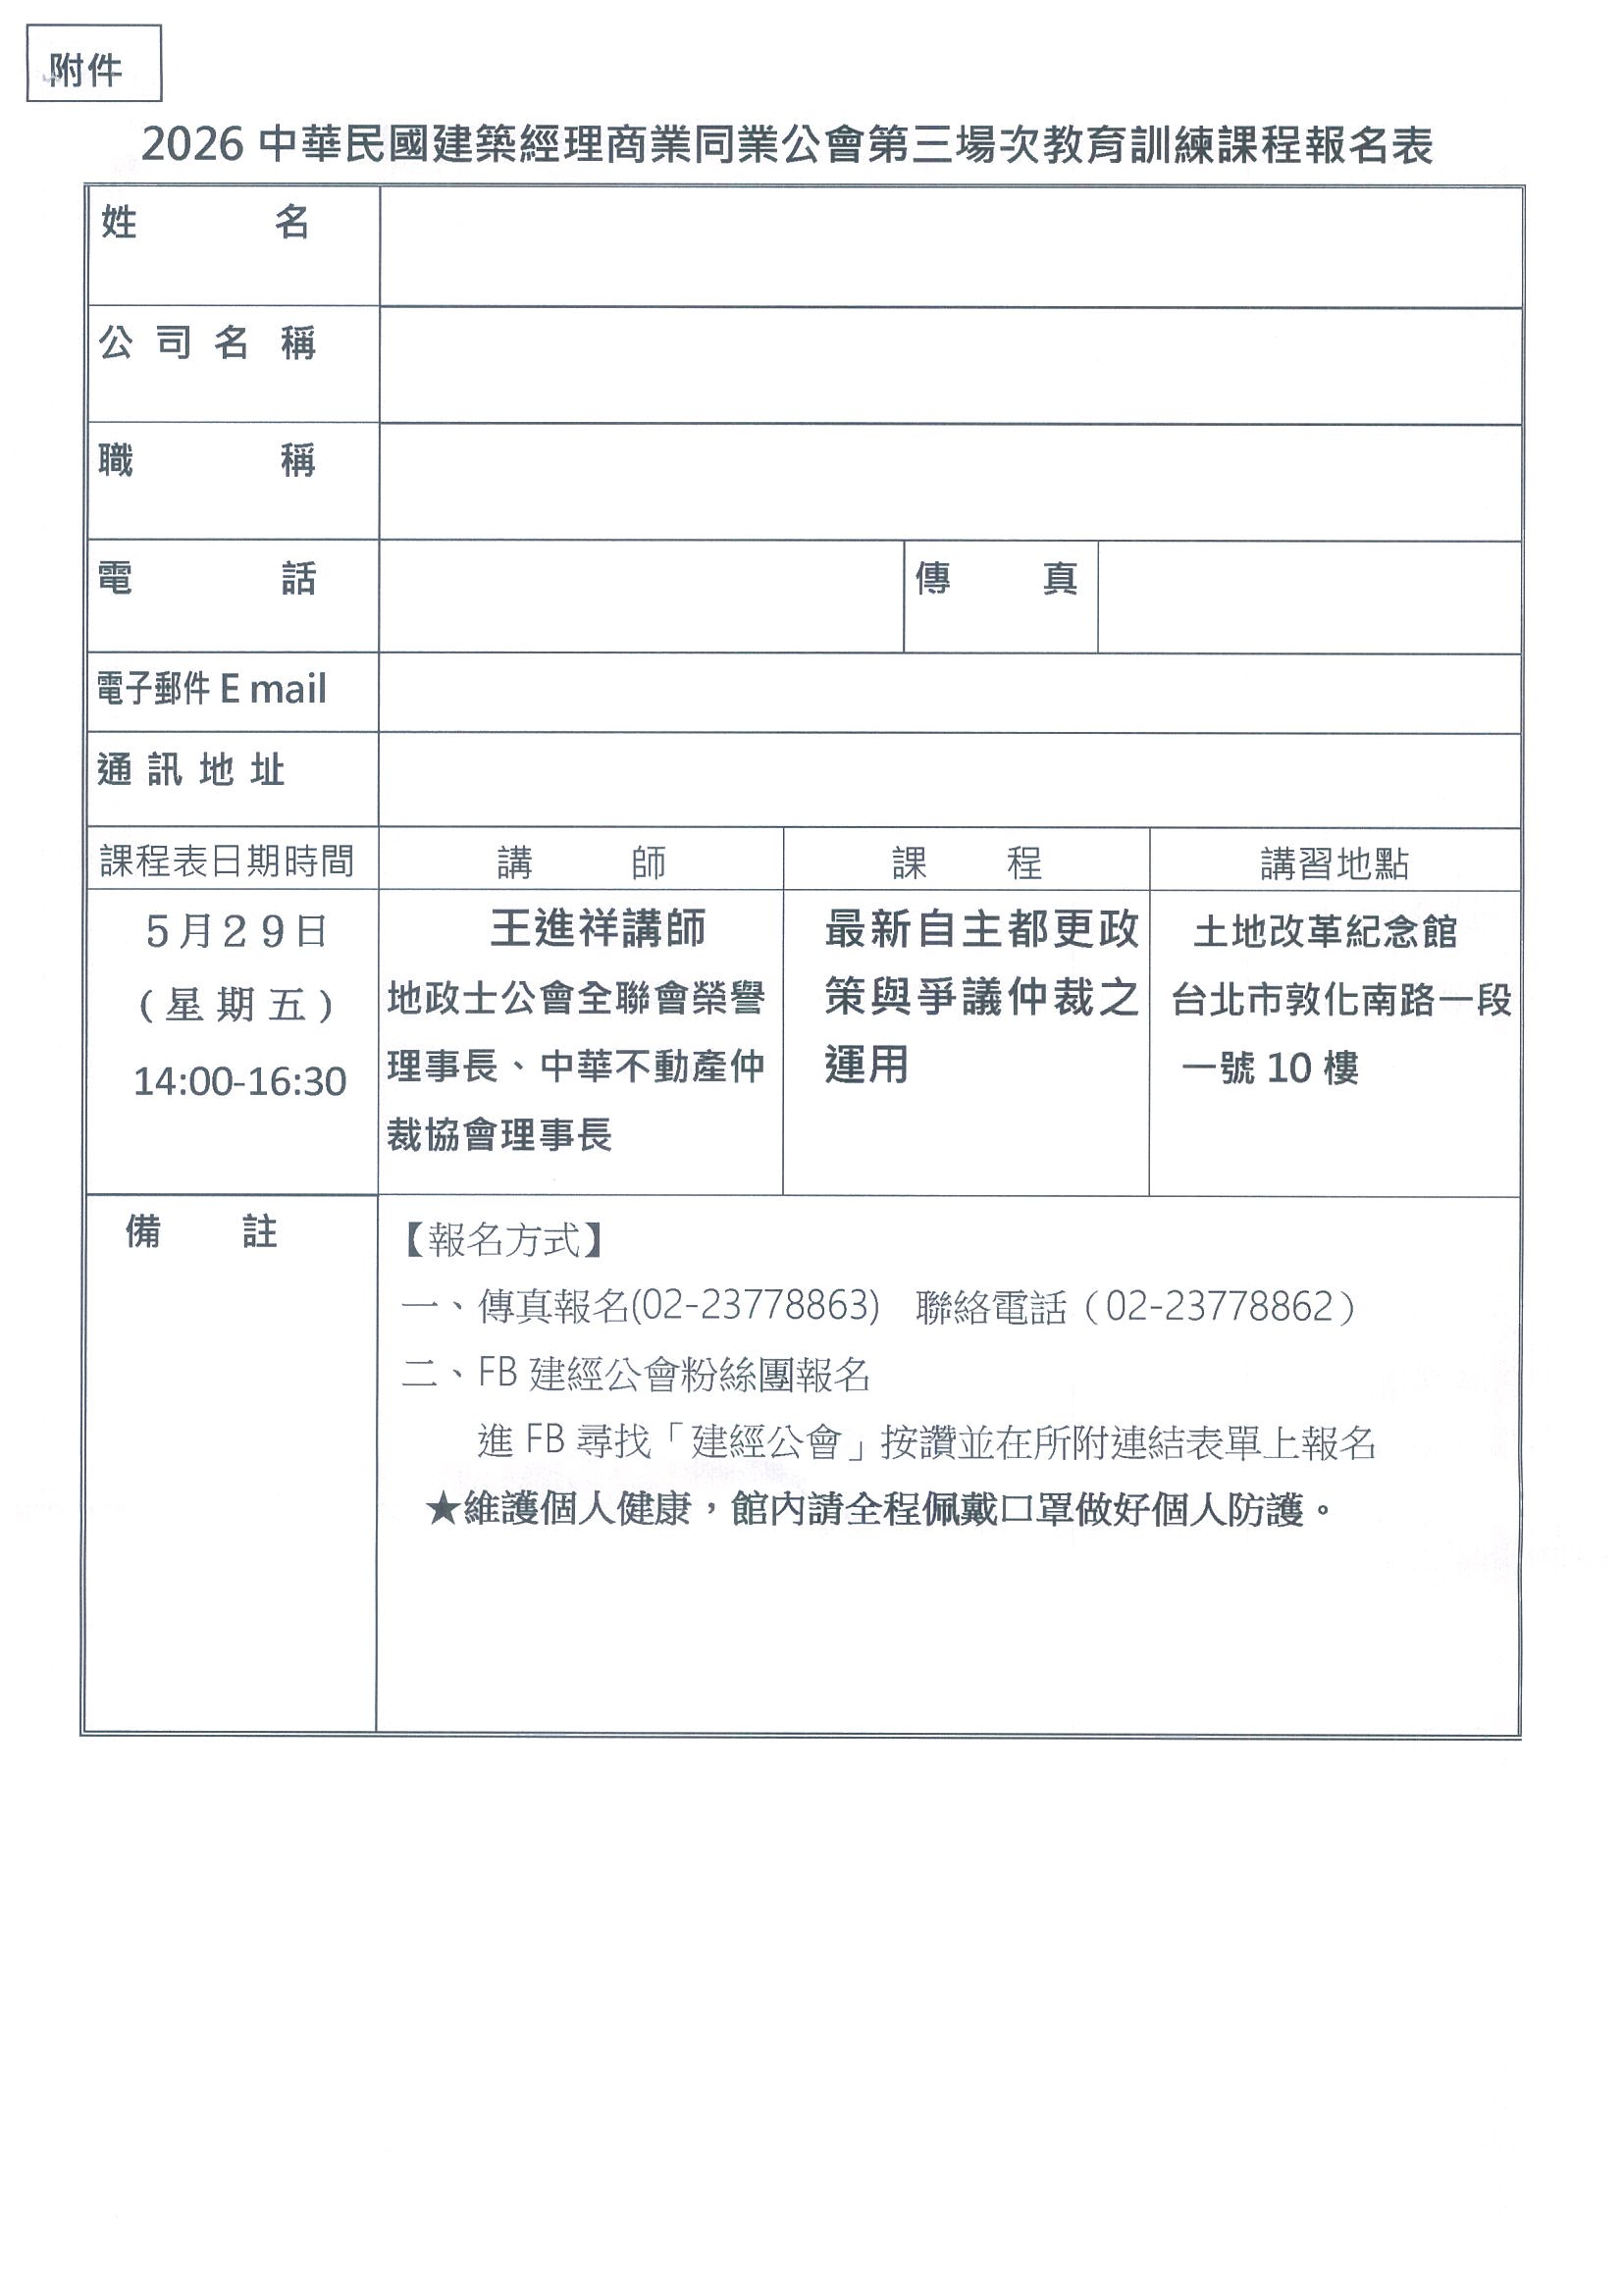 附件
2026 中華民國建築經理商業同業公會第三場次教育訓練課程報名表
姓 名
公 司 名 稱
職 稱
電 話
傳 真
電子郵件 E mail
通 訊 地 址
課程表日期時間
講 師
課 程
講習地點
5月29日
(星期五)
14:00-16:30
王進祥講師
地政士公會全聯會榮譽
理事長、中華不動產仲
裁協會理事長
最新自主都更政
策與爭議仲裁之
運用
土地改革紀念館
台北市敦化南路一段
一號 10 樓
備 註
【報名方式】
一、傳真報名(02-23778863) 聯絡電話（02-23778862）
二、FB 建經公會粉絲團報名
進 FB 尋找「建經公會」按讚並在所附連結表單上報名
★維護個人健康，館內請全程佩戴口罩做好個人防護。